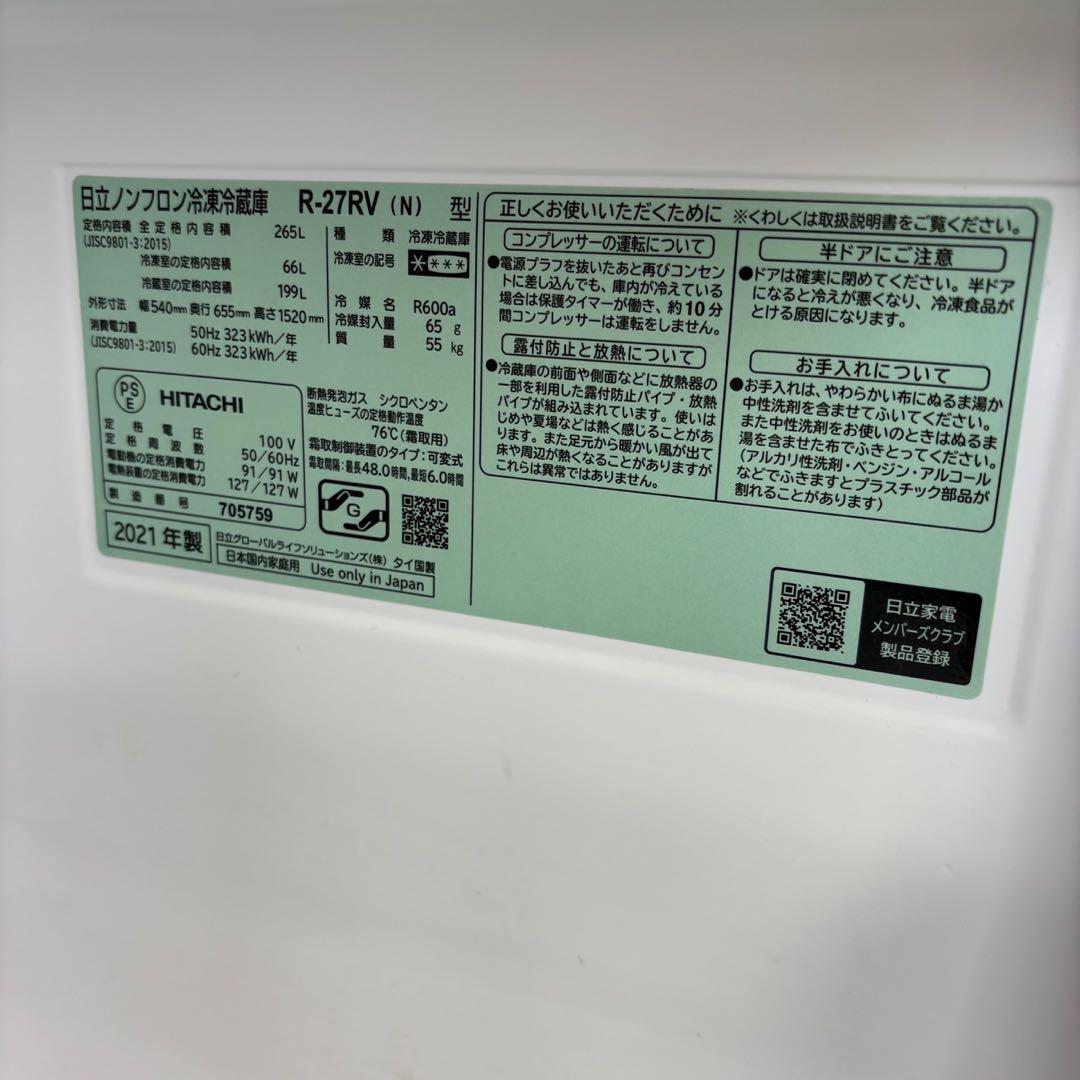 日立ノンフロン冷凍冷蔵庫 R-27RV (N) 型
定格内容積 全定格内容積 265L
(JISC9801-3:2015)
冷凍室の定格内容積 66L
冷蔵室の定格内容積 199L
外形寸法 幅540mm 奥行655mm 高さ1520mm
消費電力量 50Hz 323kWh/年
(JISC9801-3:2015) 60Hz 323kWh/年
種類 冷凍冷蔵庫
冷凍室の記号
冷媒名 R600a
冷媒封入量 65 g
質量 55 kg
PSE HITACHI
定格電圧 100 V
定格周波数 50/60Hz
電動機の定格消費電力 91/91 W
電熱装置の定格消費電力 127/127 W
製造番号 705759
2021年製
断熱発泡ガス シクロペンタン
温度ヒューズの定格動作温度
76℃(霜取用)
霜取制御装置のタイプ:可変式
霜取間隔:最長48.0時間,最短6.0時間
G
日立グローバルライフソリューションズ(株) タイ国製
日本国内家庭用 Use only in Japan
正しくお使いいただくために ※くわしくは取扱説明書をご覧ください。
コンプレッサーの運転について
●電源プラフを抜いたあと再びコンセン
トに差し込んでも、庫内が冷えている
場合は保護タイマーが働き、約10分
間コンプレッサーは運転をしません。
露付防止と放熱について
●冷蔵庫の前面や側面などに放熱器の
一部を利用した露付防止パイプ・放熱
パイプが組み込まれています。使いは
じめや夏場などは熱く感じることがあ
ります。また足元から暖かい風が出て
床や周辺が熱くなることがありますが
これらは異常ではありません。
半ドアにご注意
●ドアは確実に閉めてください。半ドア
になると冷えが悪くなり、冷凍食品が
とける原因になります。
お手入れについて
●お手入れは、やわらかい布にぬるま湯か
中性洗剤を含ませてふいてください。
また中性洗剤をお使いのときはぬるま
湯を含ませた布でふきとってください。
(アルカリ性洗剤・ベンジン・アルコール
などでふきますとプラスチック部品が
割れることがあります)
日立家電
メンバーズクラブ
製品登録